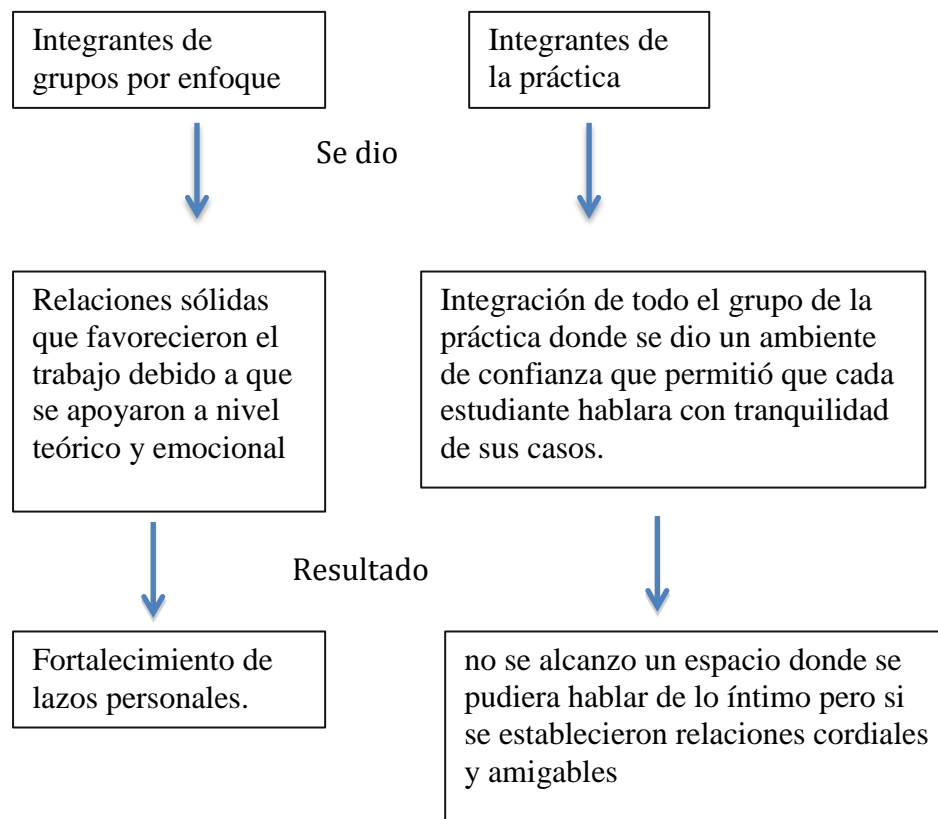 Integrantes de
grupos por enfoque
Integrantes de
la práctica
Se dio
Relaciones sólidas
que favorecieron el
trabajo debido a que
se apoyaron a nivel
teórico y emocional
Integración de todo el grupo de la
práctica donde se dio un ambiente
de confianza que permitió que cada
estudiante hablara con tranquilidad
de sus casos.
Resultado
Fortalecimiento de
lazos personales.
no se alcanzo un espacio donde se
pudiera hablar de lo íntimo pero si
se establecieron relaciones cordiales
y amigables